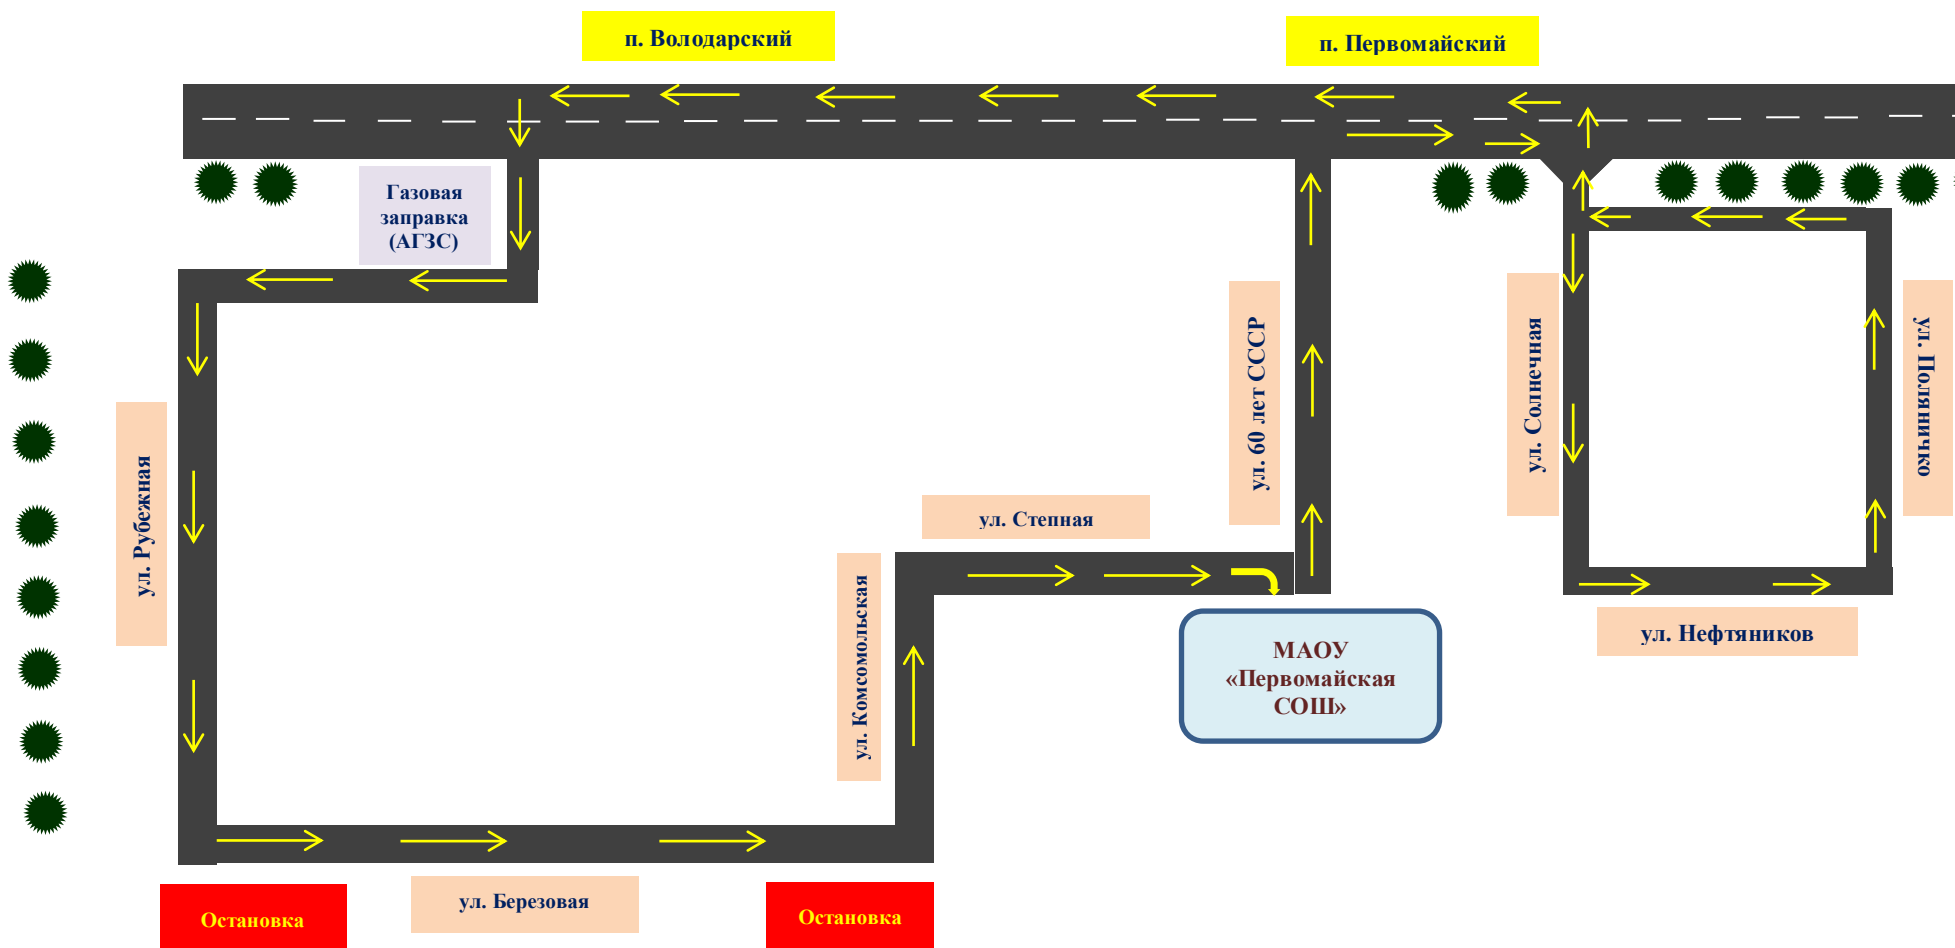 п. Володарский
п. Первомайский
Газовая
заправка
(АГЗС)
ул. Рубежная
ул. Комсомольская
ул. Степная
ул. 60 лет СССР
ул. Солнечная
ул. Поляничко
ул. Нефтяников
МАОУ
«Первомайская
СОШ»
Остановка
ул. Березовая
Остановка